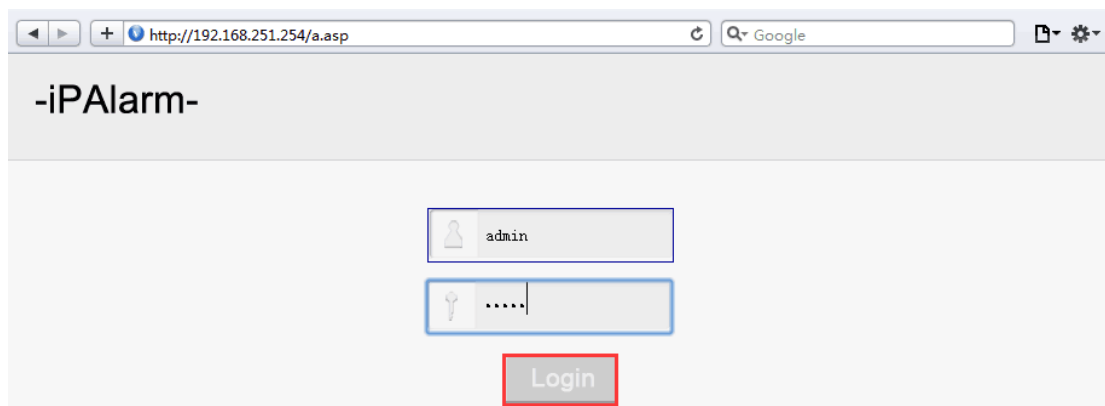 http://192.168.251.254/a.asp
Google
-iPAlarm-
admin
•••••
Login